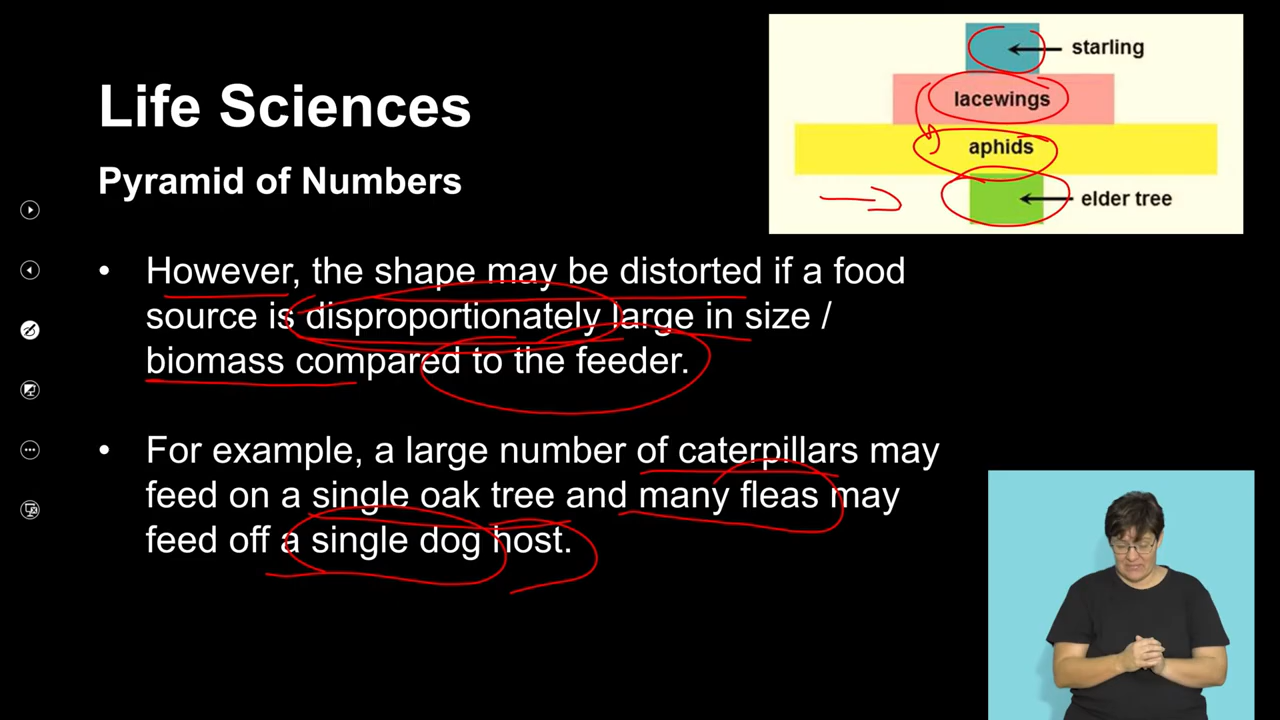 Life Sciences
Pyramid of Numbers
starling
lacewings
aphids
elder tree
• However, the shape may be distorted if a food
source is disproportionately large in size /
biomass compared to the feeder.
• For example, a large number of caterpillars may
feed on a single oak tree and many fleas may
feed off a single dog host.